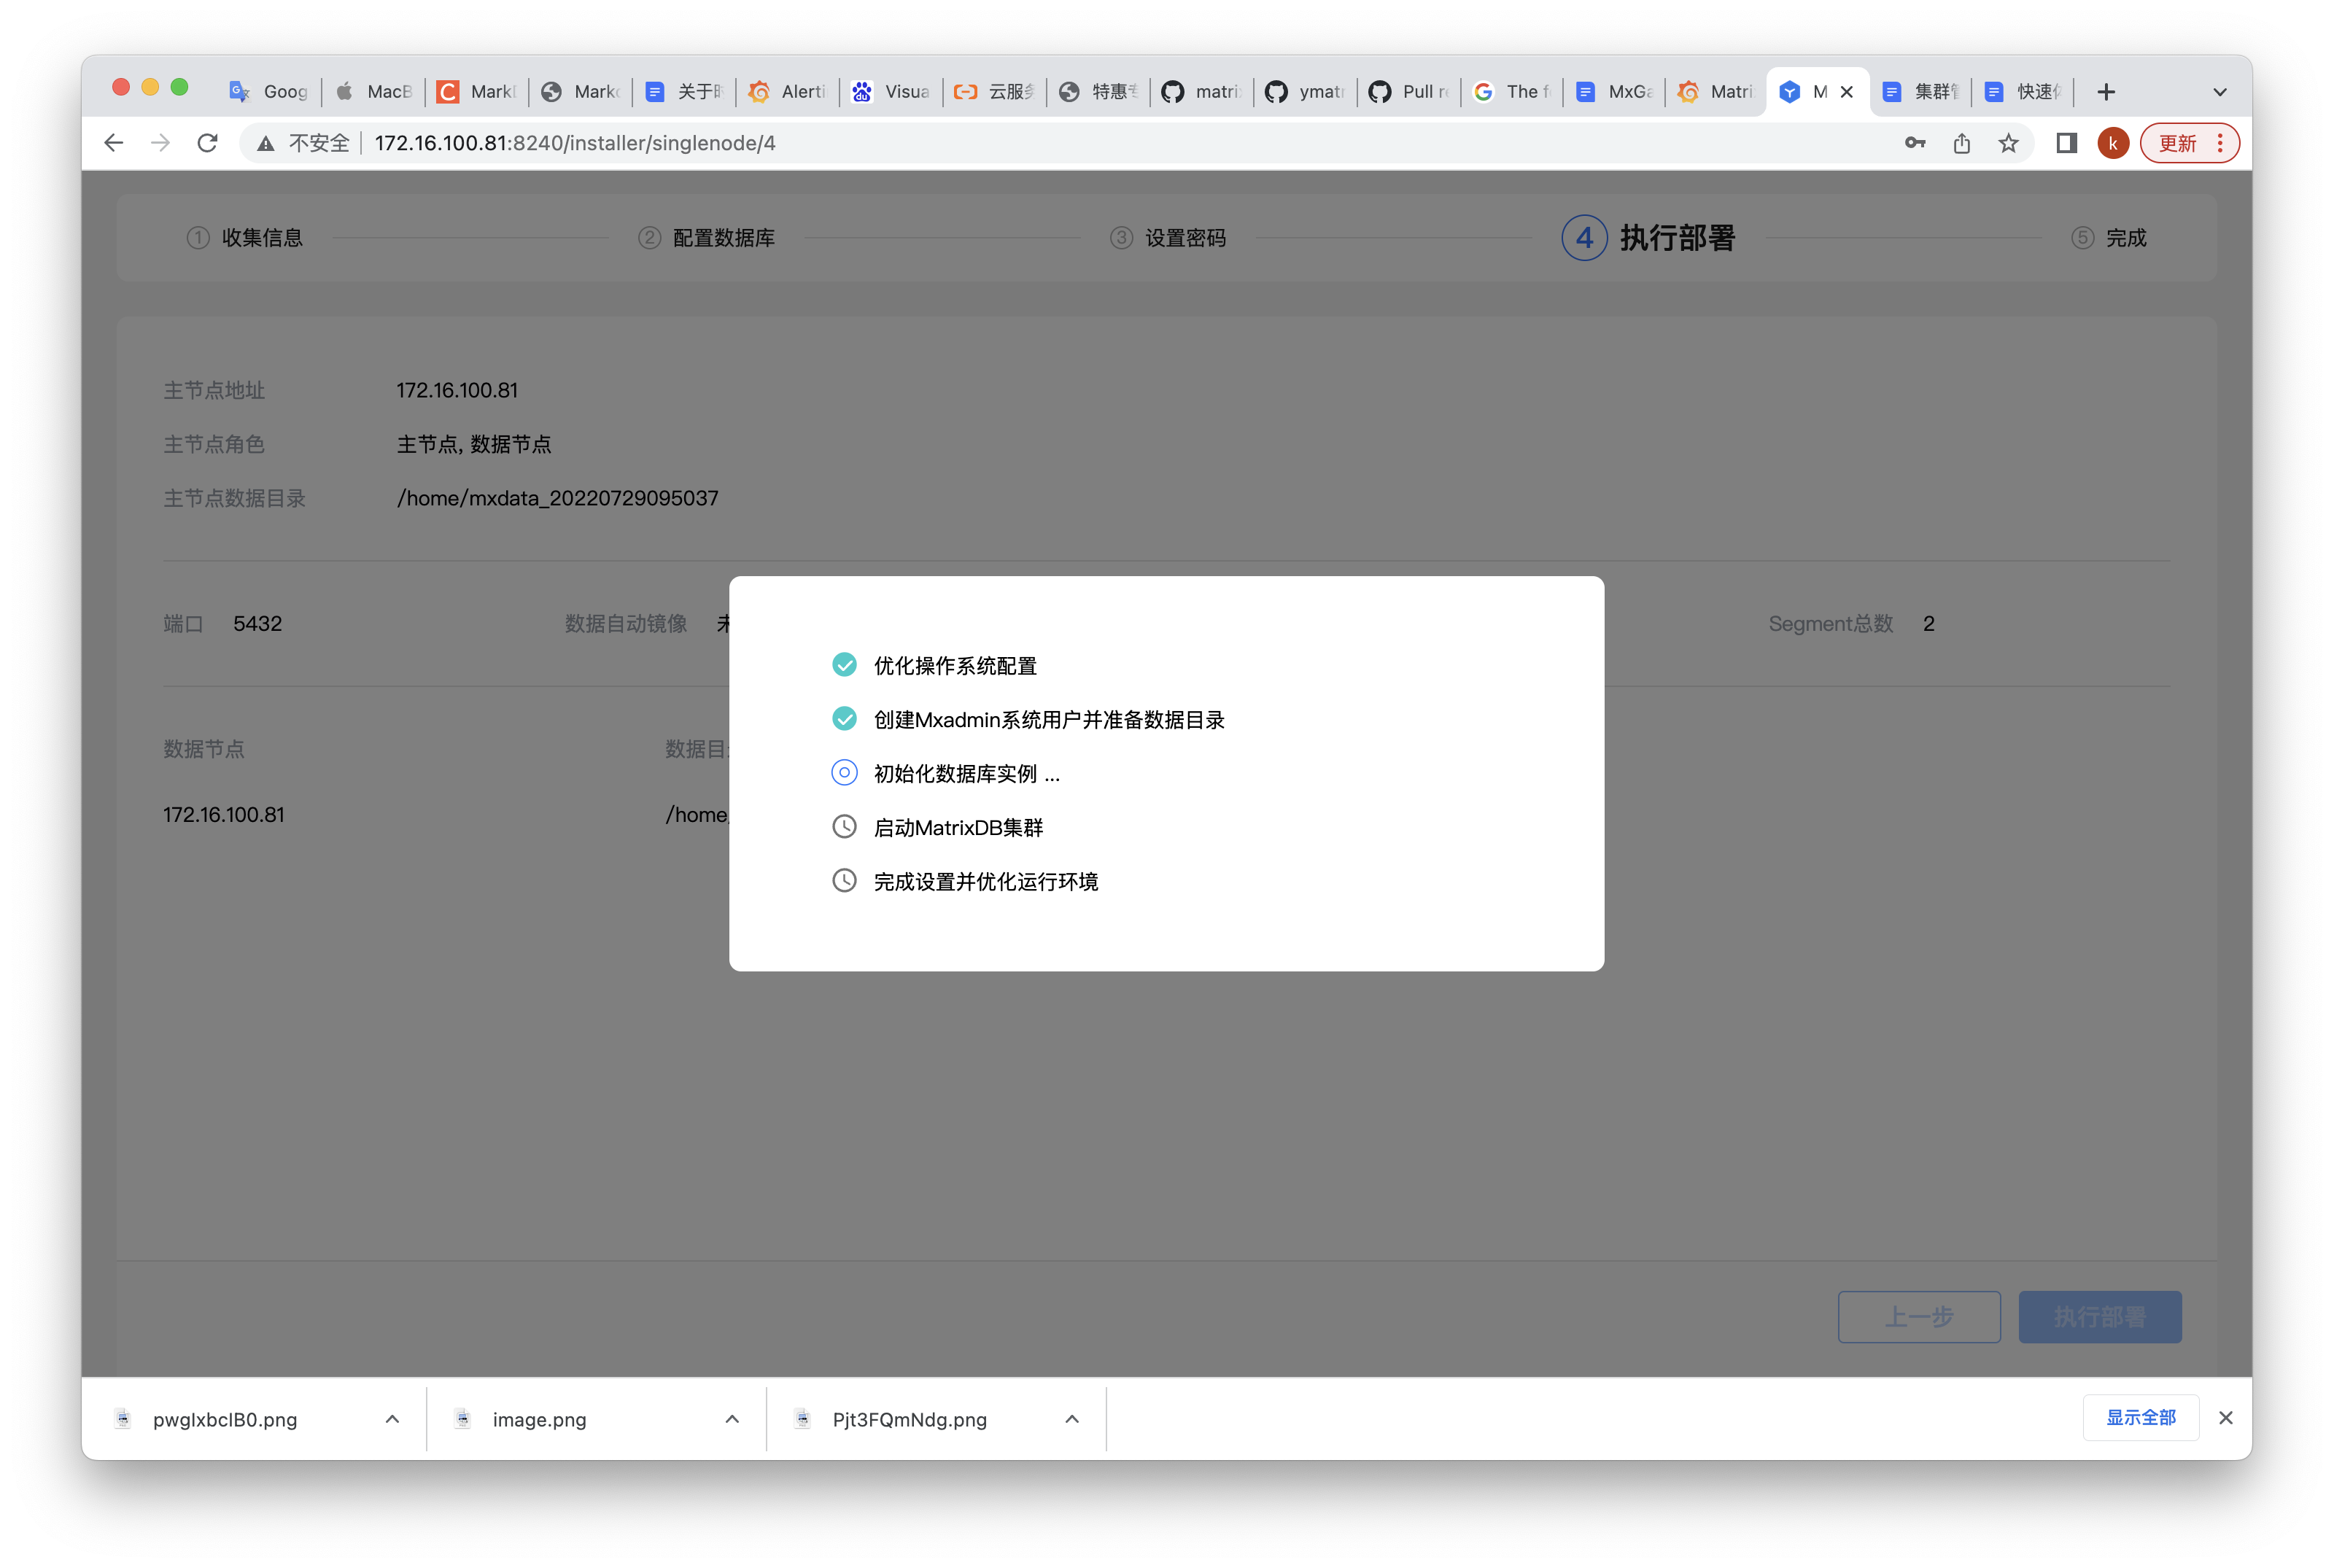 Goog MacB Mark Mark 关于 Alerti Visua 云服 特惠 matri ymatr Pull r The f MxGa Matri M 集群 快速
不安全 172.16.100.81:8240/installer/singlenode/4 k 更新
1 收集信息 2 配置数据库 3 设置密码 4 执行部署 5 完成
主节点地址 172.16.100.81
主节点角色 主节点, 数据节点
主节点数据目录 /home/mxdata_20220729095037
端口 5432 数据自动镜像 Segment总数 2
数据节点 数据目
172.16.100.81 /home
优化操作系统配置
创建Mxadmin系统用户并准备数据目录
初始化数据库实例 ...
启动MatrixDB集群
完成设置并优化运行环境
上一步 执行部署
image.png Pjt3FQmNdg.png 显示全部